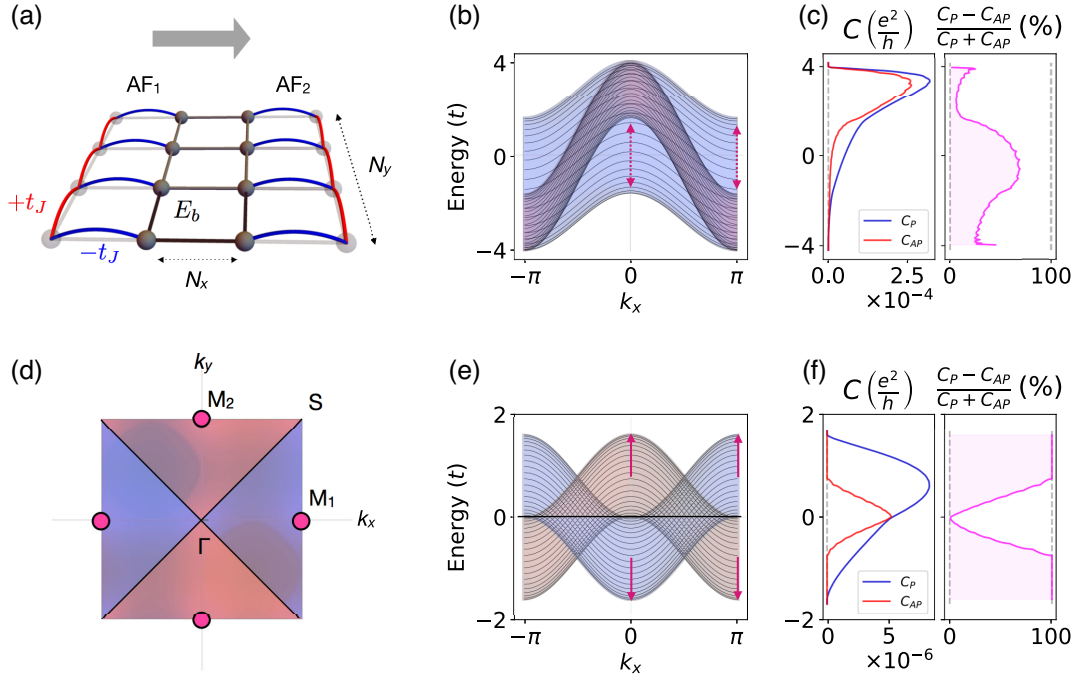 (a)
AF₁
AF₂
+t_J
−t_J
E_b
N_x
N_y
(b)
Energy (t)
4
0
−4
−π
0
π
k_x
(c)
C (e²/h)
(C_P − C_AP)/(C_P + C_AP) (%)
4
0
−4
C_P
C_AP
0.0
2.5
×10⁻⁴
0
100
(d)
k_y
M₂
S
M₁
k_x
Γ
(e)
Energy (t)
2
0
−2
−π
0
π
k_x
(f)
C (e²/h)
(C_P − C_AP)/(C_P + C_AP) (%)
2
0
−2
C_P
C_AP
0
5
×10⁻⁶
0
100